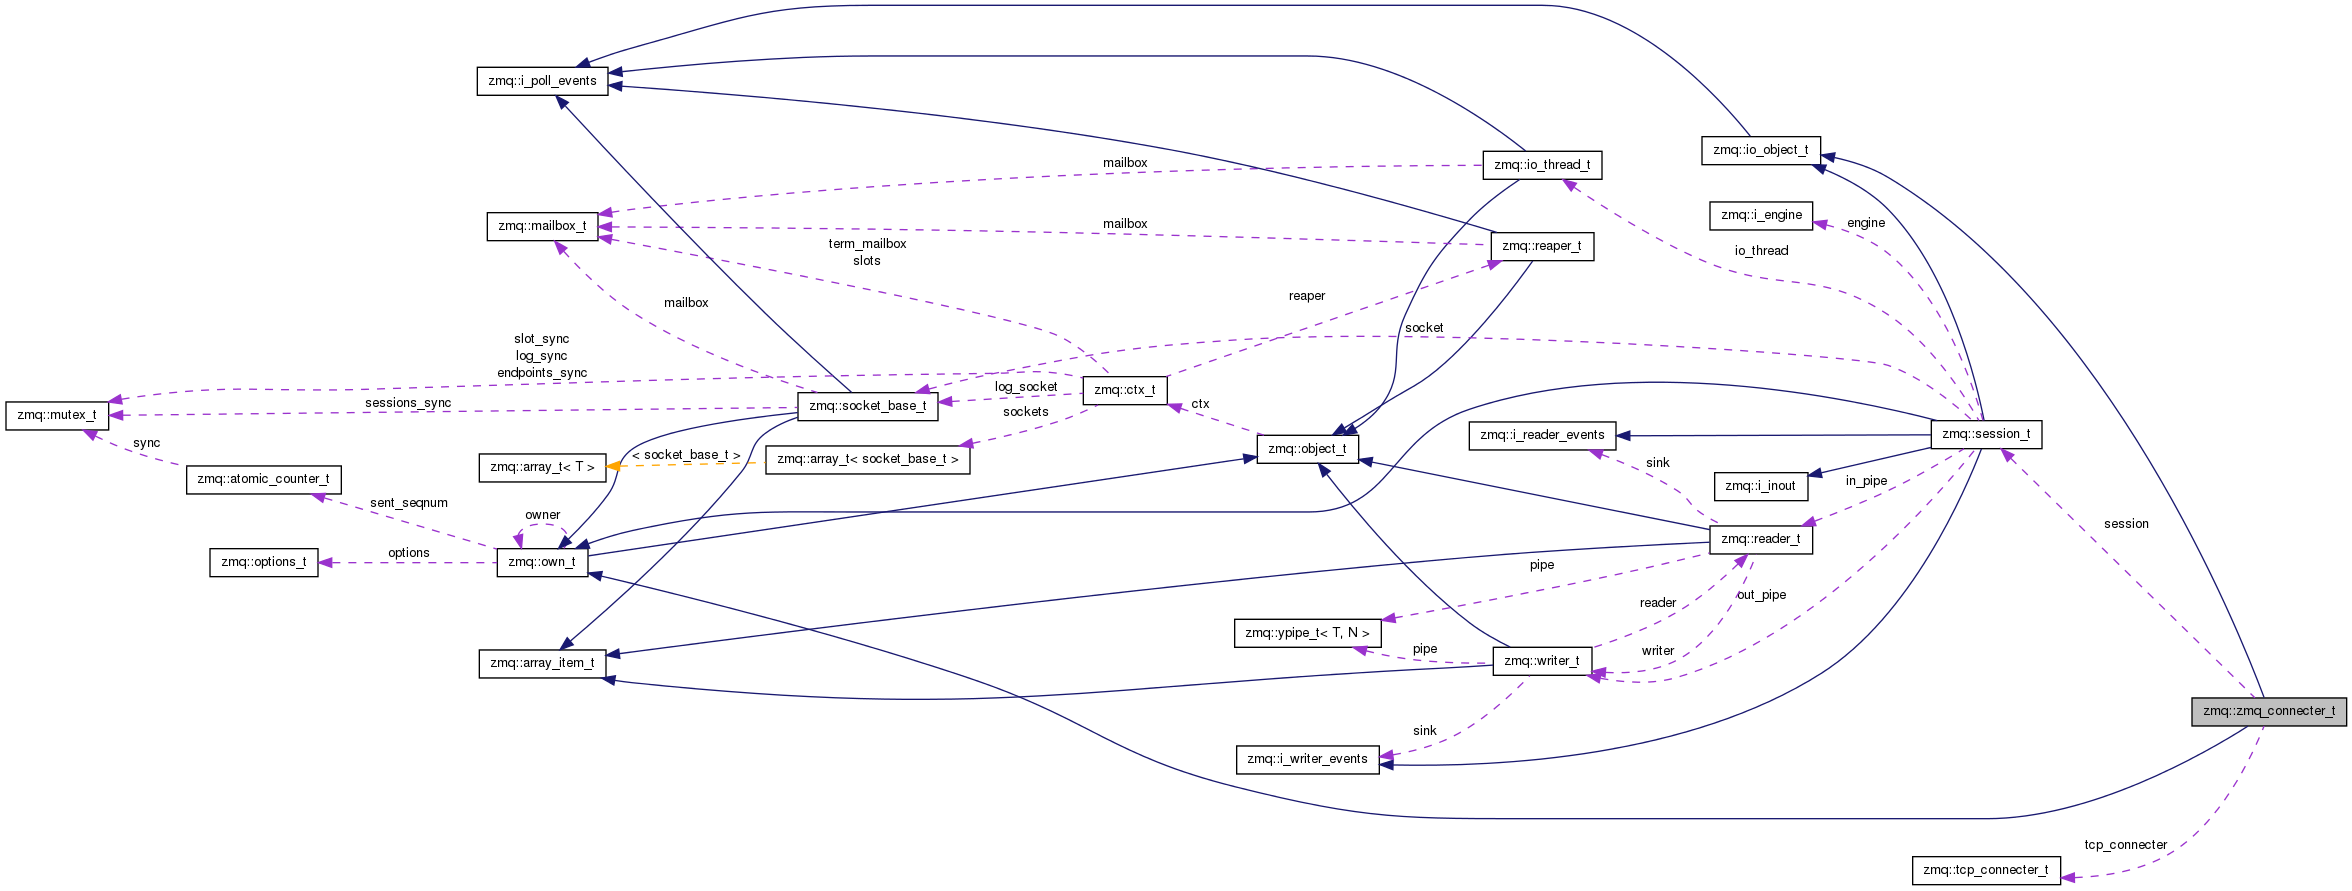 zmq::i_poll_events
zmq::io_object_t
mailbox
zmq::io_thread_t
zmq::i_engine
zmq::mailbox_t
mailbox
engine
term_mailbox
slots
zmq::reaper_t
io_thread
mailbox
reaper
socket
slot_sync
log_sync
endpoints_sync
log_socket
zmq::ctx_t
sessions_sync
zmq::socket_base_t
sockets
ctx
zmq::mutex_t
sync
zmq::array_t< T >
< socket_base_t >
zmq::array_t< socket_base_t >
zmq::object_t
zmq::i_reader_events
zmq::session_t
sink
zmq::atomic_counter_t
zmq::i_inout
in_pipe
sent_seqnum
owner
session
zmq::reader_t
options
zmq::options_t
zmq::own_t
pipe
reader
out_pipe
zmq::ypipe_t< T, N >
pipe
writer
zmq::array_item_t
zmq::writer_t
zmq::zmq_connecter_t
sink
zmq::i_writer_events
tcp_connecter
zmq::tcp_connecter_t